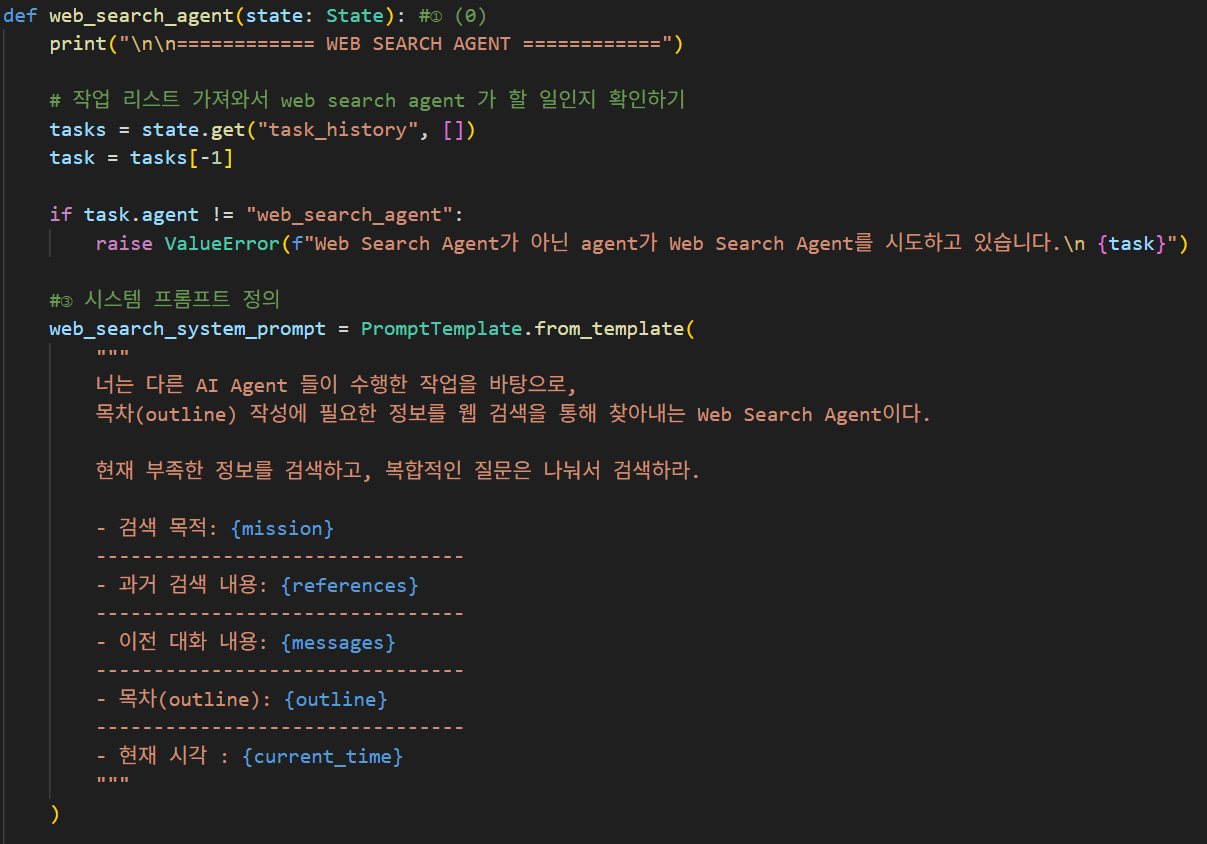 def web_search_agent(state: State): #① (0)
    print("\n\n============ WEB SEARCH AGENT ============")

    # 작업 리스트 가져와서 web search agent 가 할 일인지 확인하기
    tasks = state.get("task_history", [])
    task = tasks[-1]

    if task.agent != "web_search_agent":
        raise ValueError(f"Web Search Agent가 아닌 agent가 Web Search Agent를 시도하고 있습니다.\n {task}")

    #③ 시스템 프롬프트 정의
    web_search_system_prompt = PromptTemplate.from_template(
        """
        너는 다른 AI Agent 들이 수행한 작업을 바탕으로,
        목차(outline) 작성에 필요한 정보를 웹 검색을 통해 찾아내는 Web Search Agent이다.

        현재 부족한 정보를 검색하고, 복합적인 질문은 나눠서 검색하라.

        - 검색 목적: {mission}
        --------------------------------
        - 과거 검색 내용: {references}
        --------------------------------
        - 이전 대화 내용: {messages}
        --------------------------------
        - 목차(outline): {outline}
        --------------------------------
        - 현재 시각 : {current_time}
        """
    )